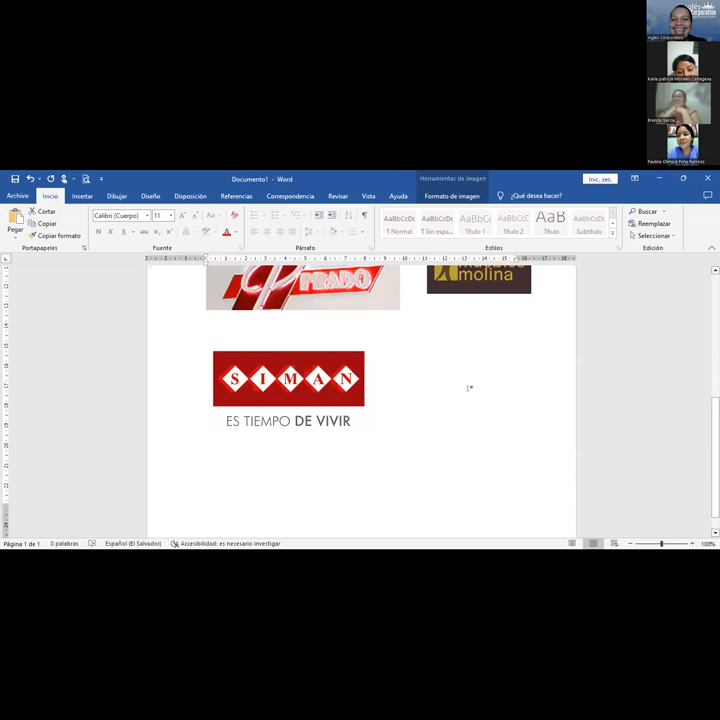 Inglés Corporativo
Karla patricia Morales Cartagena
Brenda Garcia
Paulina Olimpia Peña Ramirez
Documento1 - Word
Herramientas de imagen
Inic. ses.
Archivo Inicio Insertar Dibujar Diseño Disposición Referencias Correspondencia Revisar Vista Ayuda Formato de imagen ¿Qué desea hacer?
Pegar
Cortar
Copiar
Copiar formato
Portapapeles
Calibri (Cuerpo) 11
Fuente
Párrafo
AaBbCcDc AaBbCcDc AaBbCc AaBbCcC AaB AaBbCcC
¶ Normal ¶ Sin espa... Título 1 Título 2 Título Subtítulo
Estilos
Buscar
Reemplazar
Seleccionar
Edición
PRADO
molina
SIMAN
ES TIEMPO DE VIVIR
Página 1 de 1 0 palabras Español (El Salvador) Accesibilidad: es necesario investigar 100%